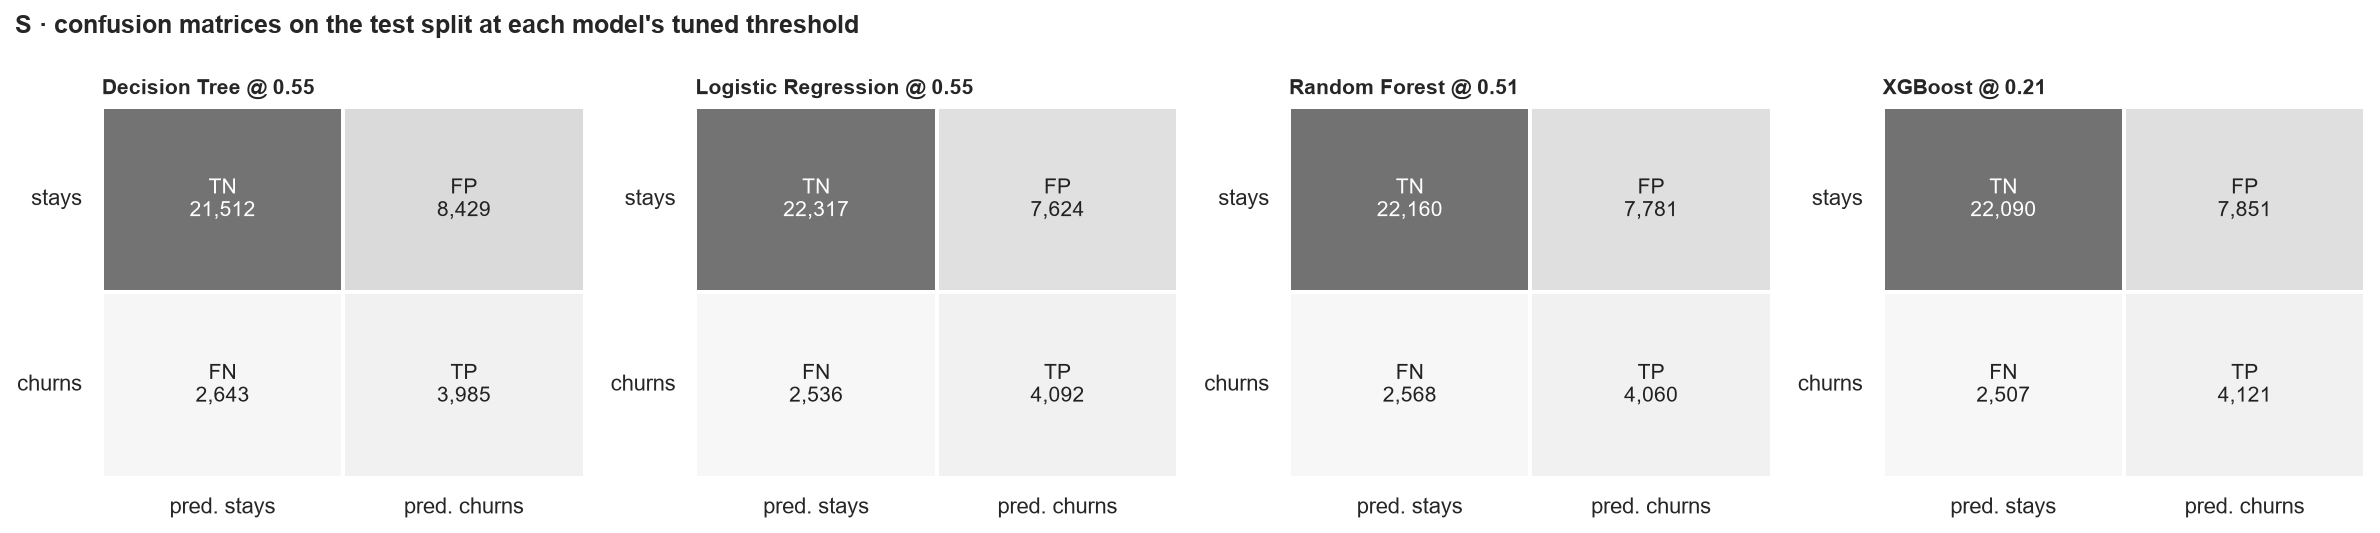 S · confusion matrices on the test split at each model's tuned threshold
Decision Tree @ 0.55
stays
TN
21,512
FP
8,429
churns
FN
2,643
TP
3,985
pred. stays
pred. churns
Logistic Regression @ 0.55
stays
TN
22,317
FP
7,624
churns
FN
2,536
TP
4,092
pred. stays
pred. churns
Random Forest @ 0.51
stays
TN
22,160
FP
7,781
churns
FN
2,568
TP
4,060
pred. stays
pred. churns
XGBoost @ 0.21
stays
TN
22,090
FP
7,851
churns
FN
2,507
TP
4,121
pred. stays
pred. churns